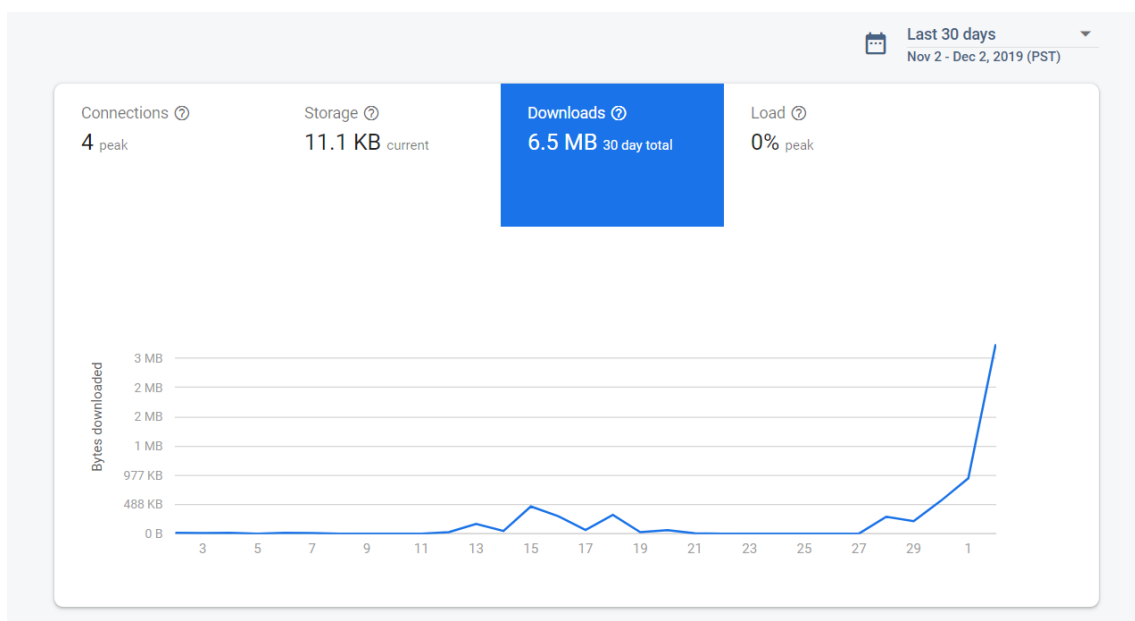 Last 30 days
Nov 2 - Dec 2, 2019 (PST)
Connections ?
4 peak
Storage ?
11.1 KB current
Downloads ?
6.5 MB 30 day total
Load ?
0% peak
Bytes downloaded
3 MB
2 MB
2 MB
1 MB
977 KB
488 KB
0 B
3 5 7 9 11 13 15 17 19 21 23 25 27 29 1